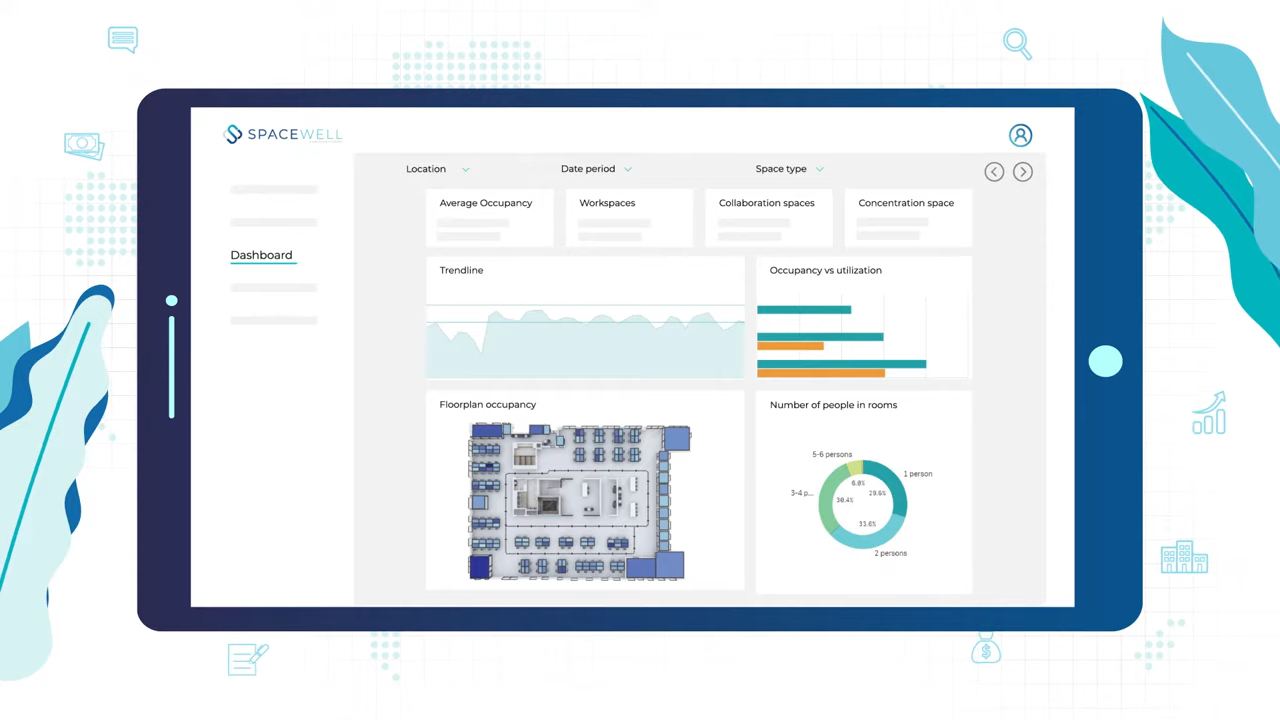 SPACEWELL
Location
Date period
Space type
Dashboard
Average Occupancy
Workspaces
Collaboration spaces
Concentration space
Trendline
Occupancy vs utilization
Floorplan occupancy
Number of people in rooms
5-6 persons
1 person
3-4 p...
6.0%
29.9%
30.4%
33.6%
2 persons